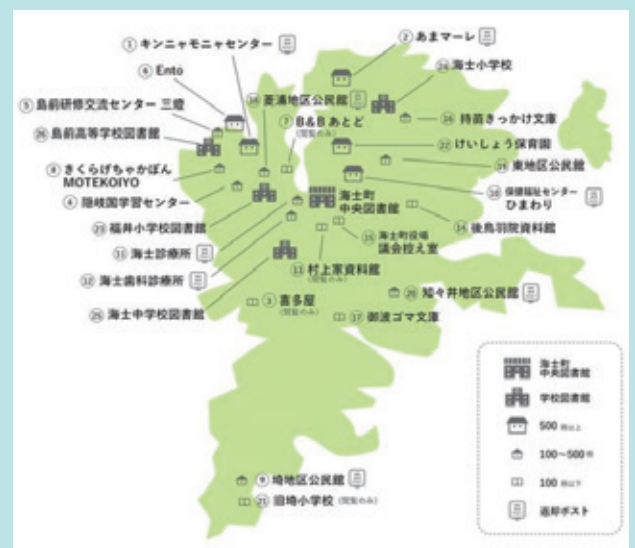 ① キンニャモニャセンター
② あまマーレ
⑥ Entô
㉔ 海士小学校
⑤ 島前研修交流センター 三燈
菱浦地区公民館
⑦ B&B あとど
(閲覧のみ)
持苗きっかけ文庫
島前高等学校図書館
㉒ けいしょう保育園
⑧ きくらげちゃかぽん
MOTEKOIYO
東地区公民館
海士町
中央図書館
保健福祉センター
ひまわり
④ 隠岐國学習センター
㉓ 福井小学校図書館
⑭ 後鳥羽院資料館
⑮ 海士町役場
議会控え室
⑪ 海士診療所
⑬ 村上家資料館
(閲覧のみ)
⑫ 海士歯科診療所
③ 喜多屋
(閲覧のみ)
⑳ 知々井地区公民館
㉕ 海士中学校図書館
⑰ 御波ゴマ文庫
海士町
中央図書館
学校図書館
500 冊以上
100～500 冊
100 冊以下
返却ポスト
⑨ 埼地区公民館
㉑ 旧埼小学校 (閲覧のみ)